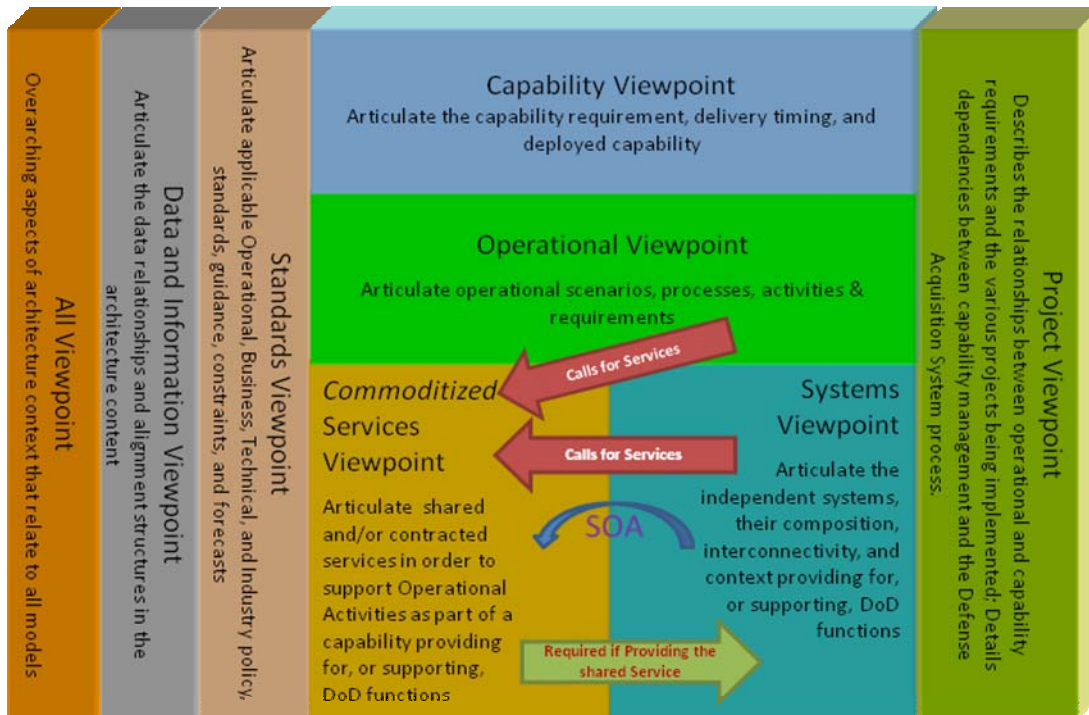 All Viewpoint
Overarching aspects of architecture context that relate to all models
Data and Information Viewpoint
Articulate the data relationships and alignment structures in the
architecture content
Standards Viewpoint
Articulate applicable Operational, Business, Technical, and Industry policy,
standards, guidance, constraints, and forecasts
Capability Viewpoint
Articulate the capability requirement, delivery timing, and
deployed capability
Operational Viewpoint
Articulate operational scenarios, processes, activities &
requirements
Calls for Services
Commoditized
Services
Viewpoint
Articulate shared
and/or contracted
services in order to
support Operational
Activities as part of a
capability providing
for, or supporting,
DoD functions
Calls for Services
SOA
Required if Providing the
shared Service
Systems
Viewpoint
Articulate the
independent systems,
their composition,
interconnectivity, and
context providing for,
or supporting, DoD
functions
Project Viewpoint
Describes the relationships between operational and capability
requirements and the various projects being implemented; Details
dependencies between capability management and the Defense
Acquisition System process.